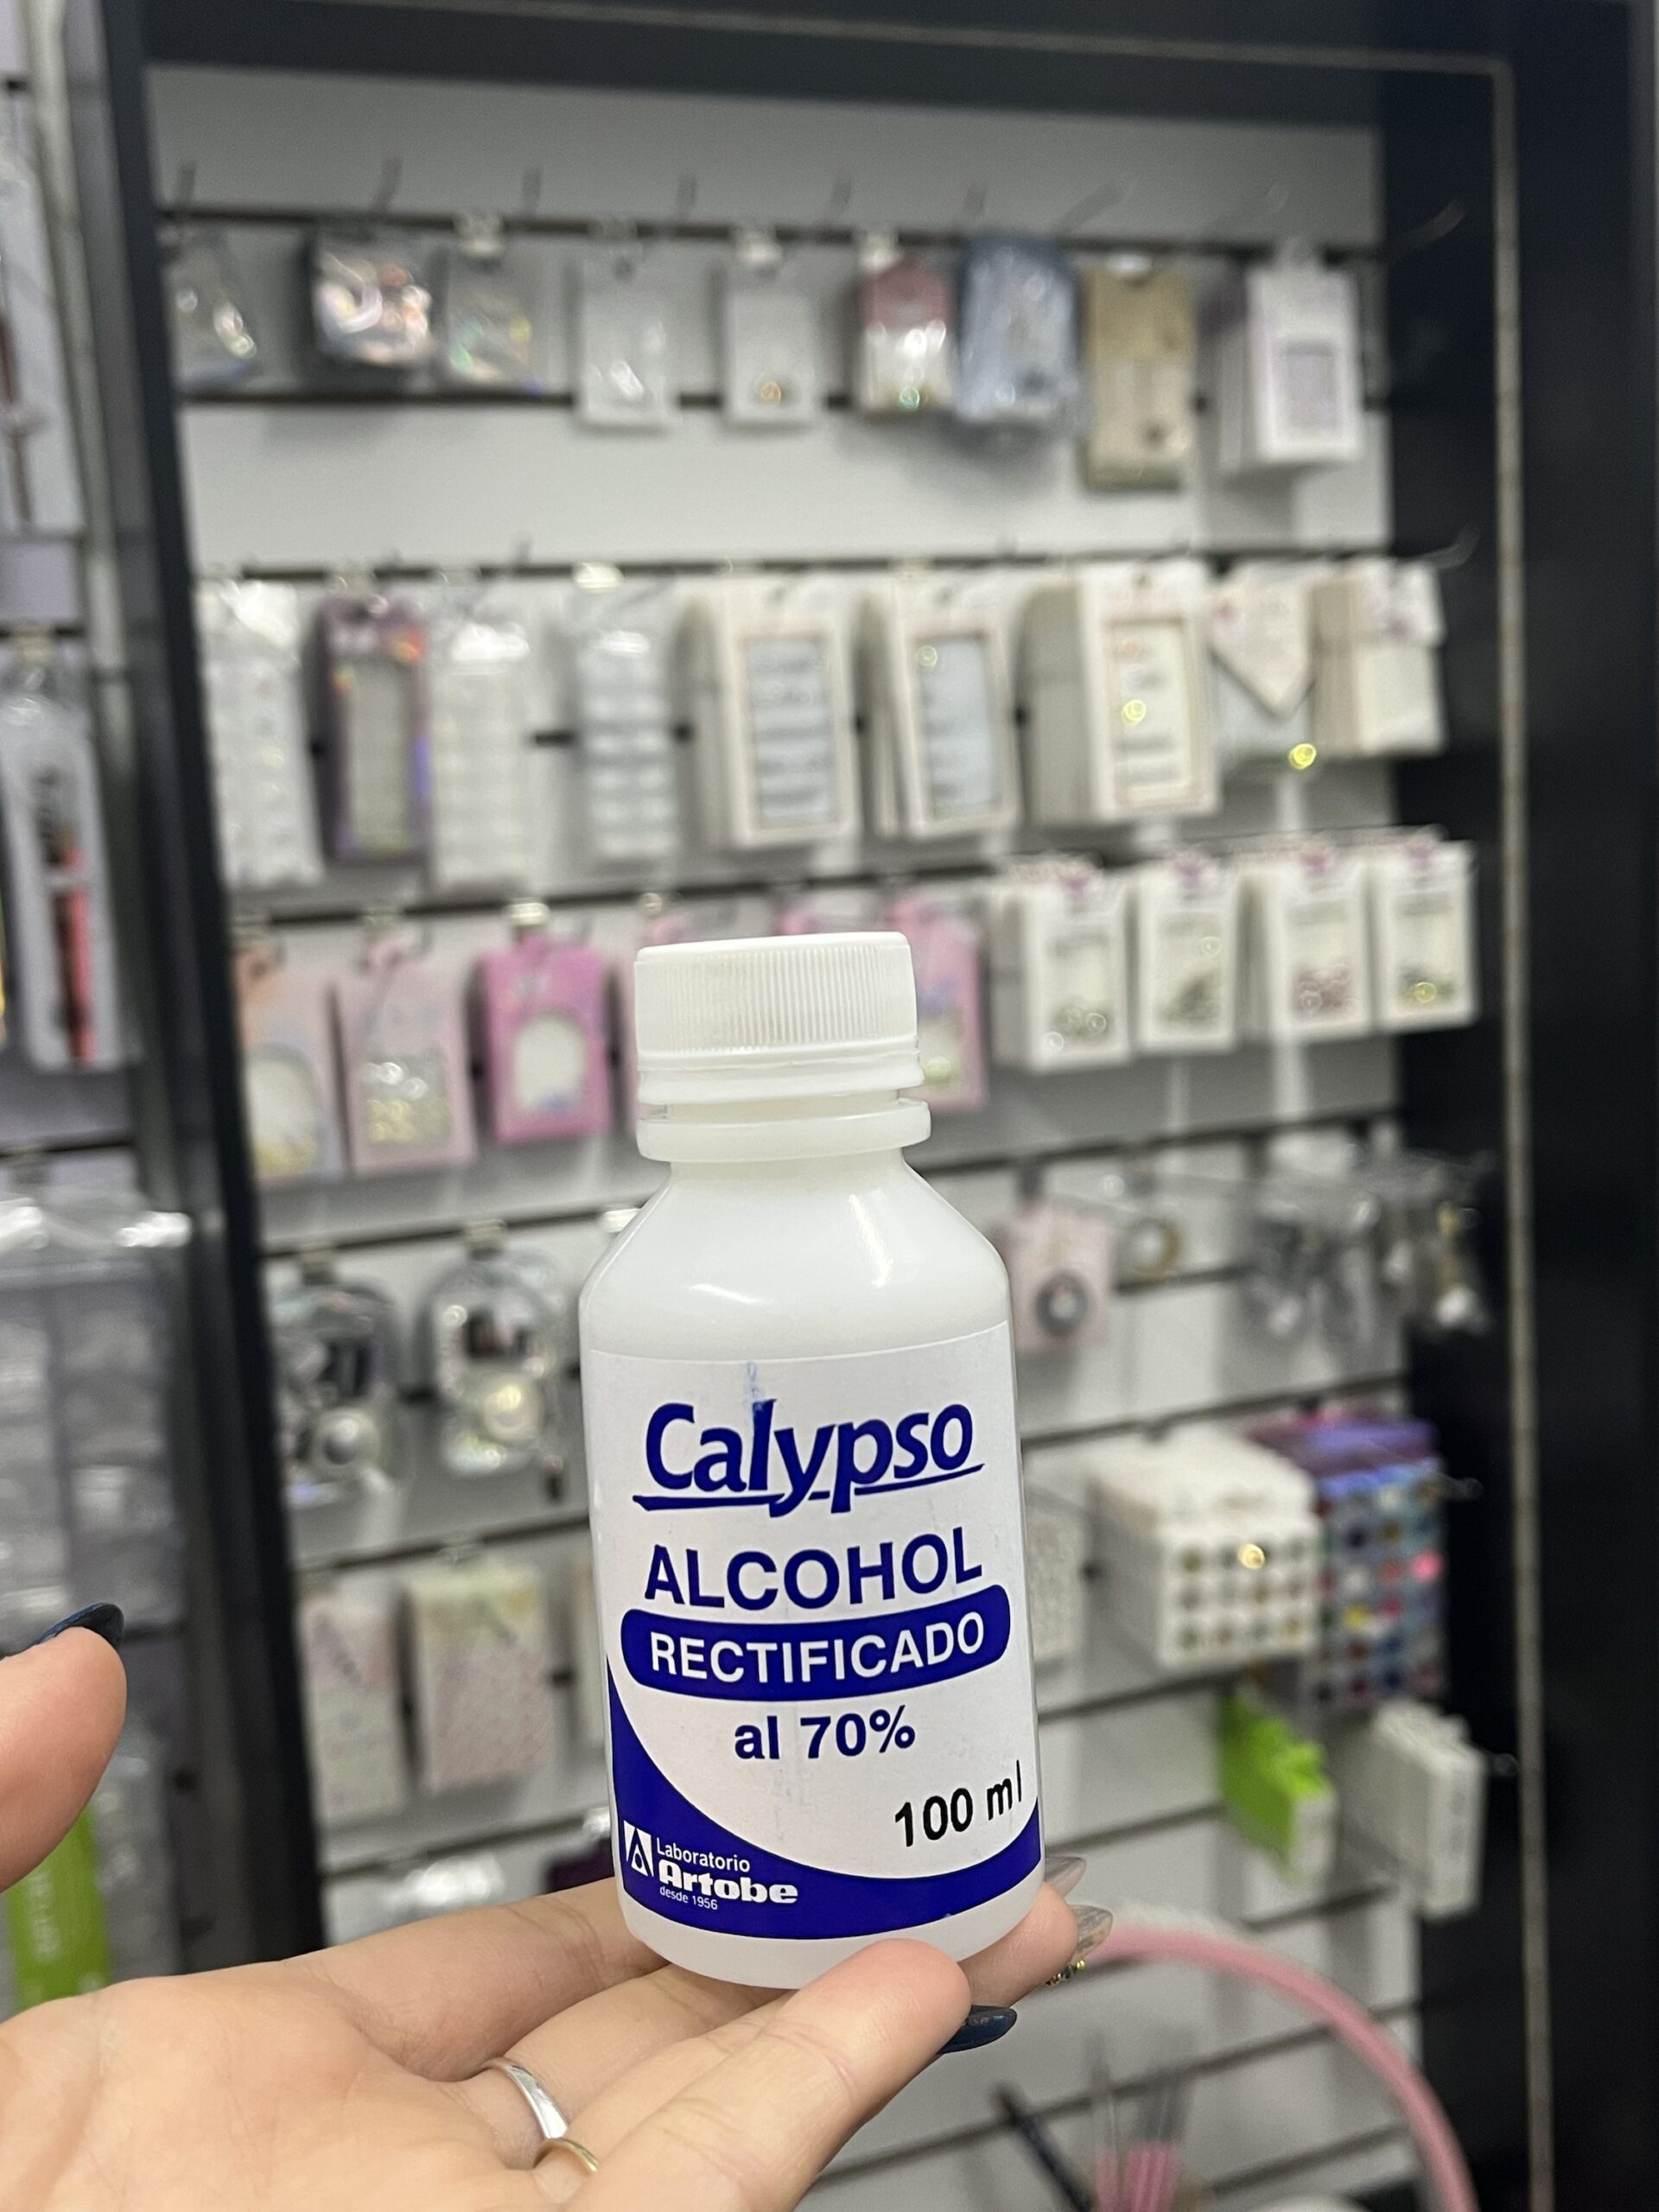 Calypso
ALCOHOL
RECTIFICADO
al 70%
100 ml
Laboratorio
Artobe
desde 1956